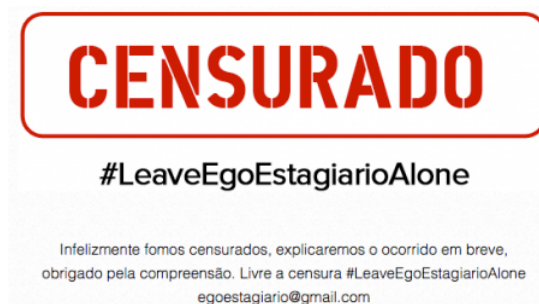 CENSURADO
#LeaveEgoEstagiarioAlone
Infelizmente fomos censurados, explicaremos o ocorrido em breve,
obrigado pela compreensão. Livre a censura #LeaveEgoEstagiarioAlone
egoestagiario@gmail.com